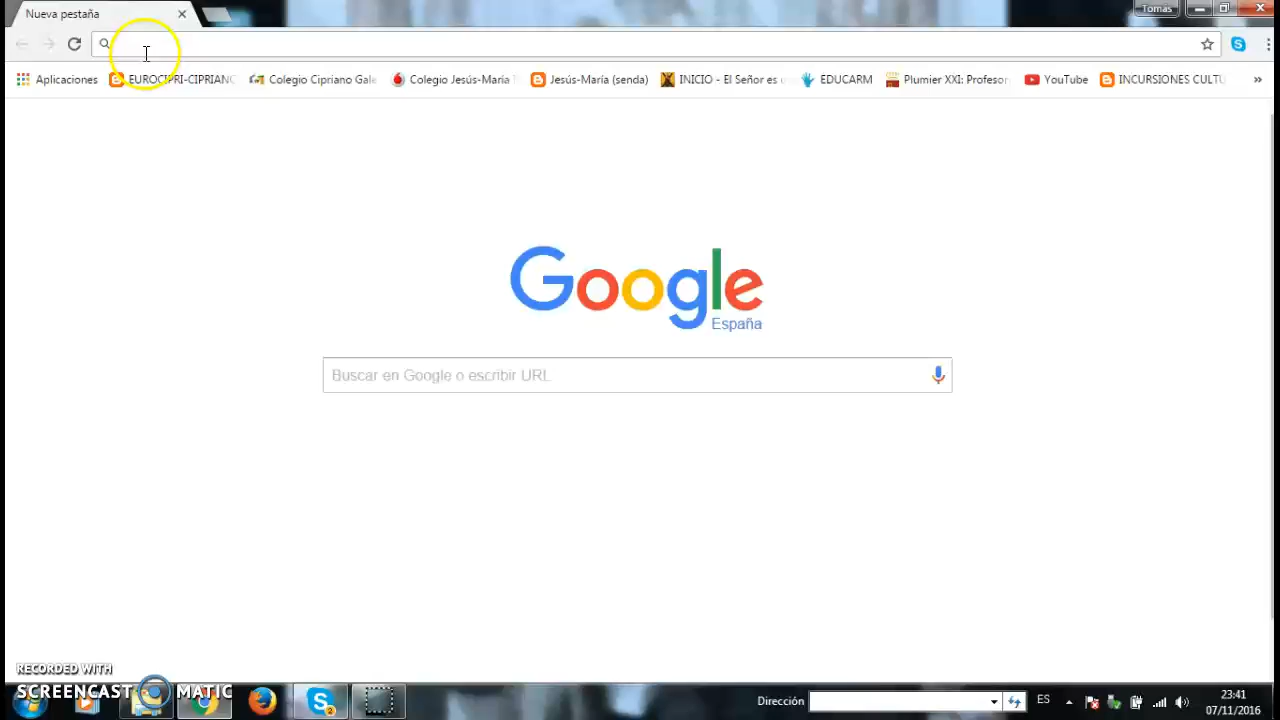 Nueva pestaña
Tomas
Aplicaciones EUROCIPRI-CIPRIANO Colegio Cipriano Gale Colegio Jesús-Maria Jesús-María (senda) INICIO - El Señor es u EDUCARM Plumier XXI: Profesor YouTube INCURSIONES CULTU »
Google
España
Buscar en Google o escribir URL
RECORDED WITH
SCREENCAST MATIC
Dirección
ES
23:41
07/11/2016